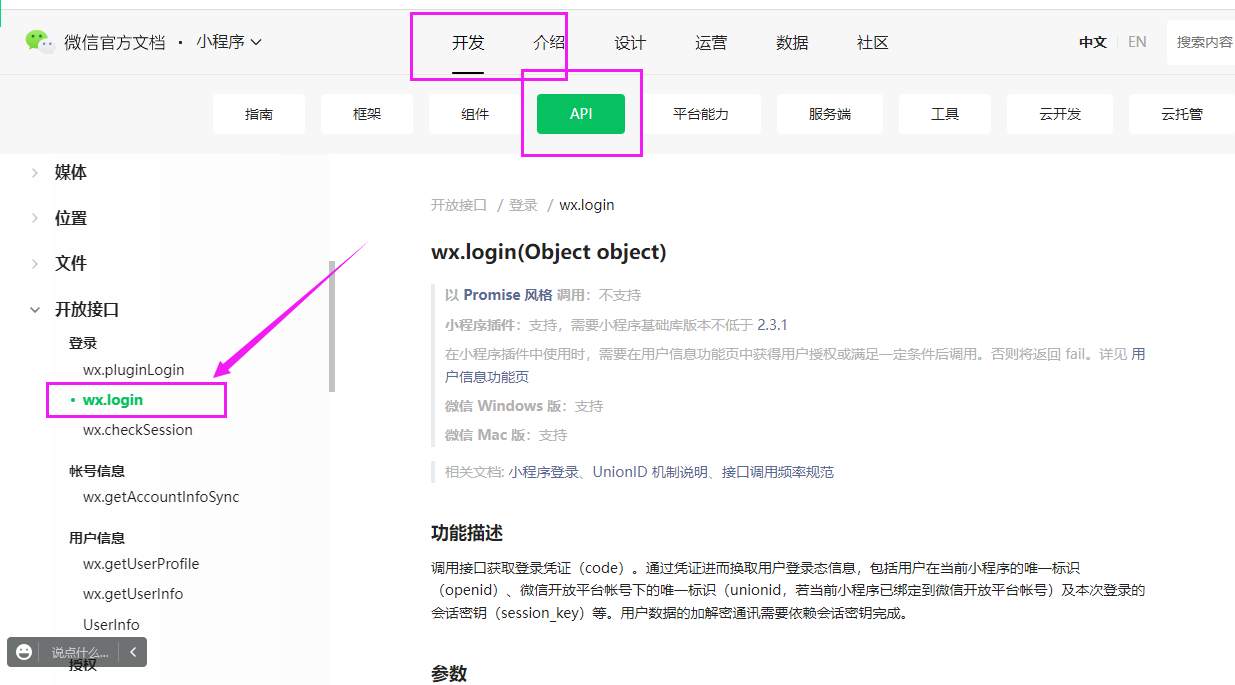 微信官方文档 · 小程序
开发 介绍 设计 运营 数据 社区
中文 EN 搜索内容
指南 框架 组件 API 平台能力 服务端 工具 云开发 云托管
媒体
位置
文件
开放接口
登录
wx.pluginLogin
wx.login
wx.checkSession
帐号信息
wx.getAccountInfoSync
用户信息
wx.getUserProfile
wx.getUserInfo
UserInfo
授权
说点什么...
开放接口 / 登录 / wx.login
wx.login(Object object)
以 Promise 风格 调用：不支持
小程序插件：支持，需要小程序基础库版本不低于 2.3.1
在小程序插件中使用时，需要在用户信息功能页中获得用户授权或满足一定条件后调用。否则将返回 fail。详见 用
户信息功能页
微信 Windows 版：支持
微信 Mac 版：支持
相关文档: 小程序登录、UnionID 机制说明、接口调用频率规范
功能描述
调用接口获取登录凭证（code）。通过凭证进而换取用户登录态信息，包括用户在当前小程序的唯一标识
（openid）、微信开放平台帐号下的唯一标识（unionid，若当前小程序已绑定到微信开放平台帐号）及本次登录的
会话密钥（session_key）等。用户数据的加解密通讯需要依赖会话密钥完成。
参数